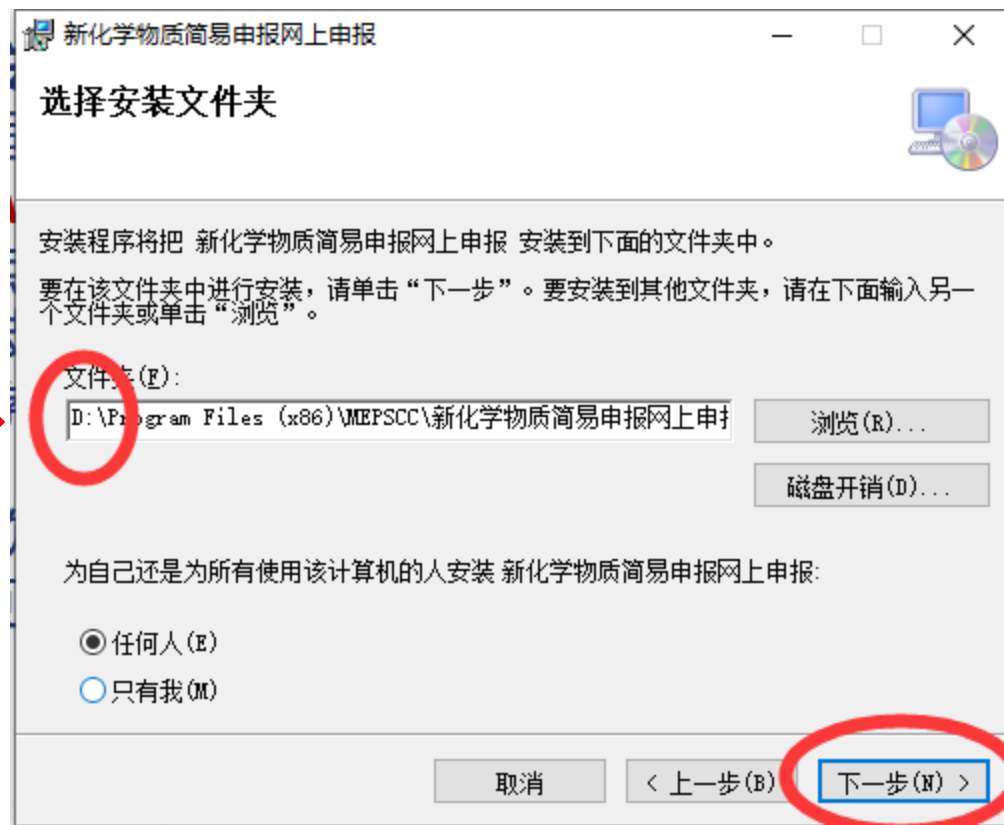 新化学物质简易申报网上申报
选择安装文件夹
安装程序将把 新化学物质简易申报网上申报 安装到下面的文件夹中。
要在该文件夹中进行安装，请单击“下一步”。要安装到其他文件夹，请在下面输入另一
个文件夹或单击“浏览”。
文件夹(F):
D:\Program Files (x86)\MEPSCC\新化学物质简易申报网上申报
浏览(R)...
磁盘开销(D)...
为自己还是为所有使用该计算机的人安装 新化学物质简易申报网上申报:
任何人(E)
只有我(M)
取消
< 上一步(B)
下一步(N) >